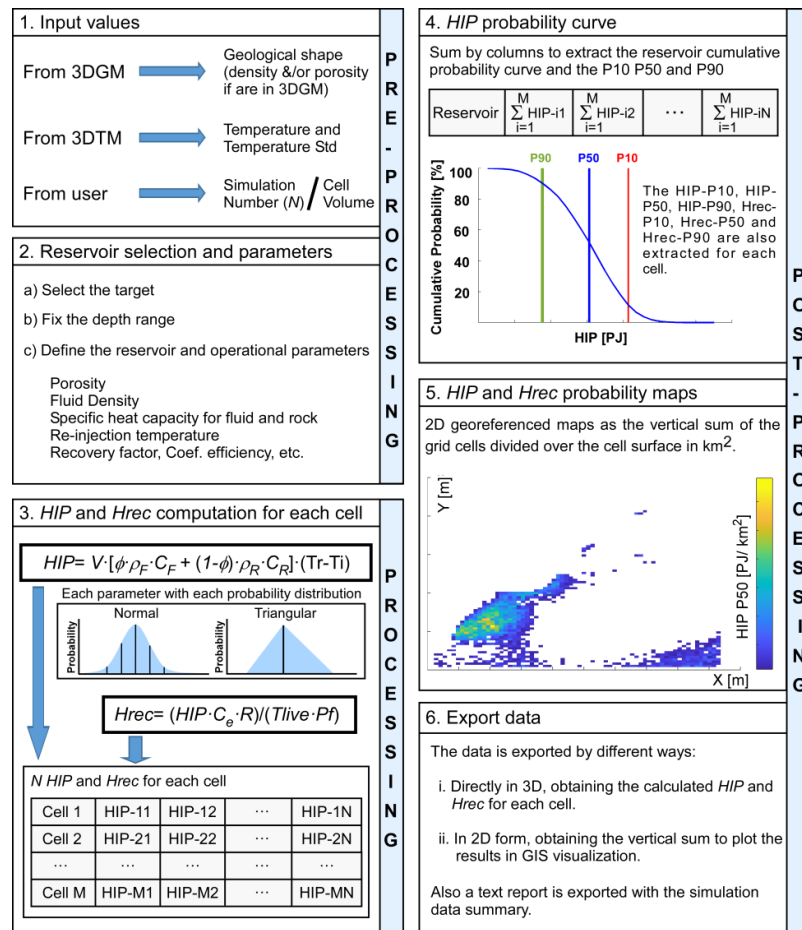 1. Input values
From 3DGM
Geological shape
(density &/or porosity
if are in 3DGM)
From 3DTM
Temperature and
Temperature Std
From user
Simulation
Number (N)
/
Cell
Volume
PRE-PROCESSING
2. Reservoir selection and parameters
a) Select the target
b) Fix the depth range
c) Define the reservoir and operational parameters
Porosity
Fluid Density
Specific heat capacity for fluid and rock
Re-injection temperature
Recovery factor, Coef. efficiency, etc.
3. HIP and Hrec computation for each cell
HIP= V·[ϕ·ρF·CF + (1-ϕ)·ρR·CR]·(Tr-Ti)
Each parameter with each probability distribution
Normal
Triangular
Probability
Probability
Hrec= (HIP·Ce·R)/(Tlive·Pf)
N HIP and Hrec for each cell
Cell 1 HIP-11 HIP-12 ... HIP-1N
Cell 2 HIP-21 HIP-22 ... HIP-2N
... ... ... ... ...
Cell M HIP-M1 HIP-M2 ... HIP-MN
PROCESSING
4. HIP probability curve
Sum by columns to extract the reservoir cumulative
probability curve and the P10 P50 and P90
Reservoir M∑i=1 HIP-i1 M∑i=1 HIP-i2 ... M∑i=1 HIP-iN
P90 P50 P10
Cumulative Probability [%]
100
80
60
40
20
HIP [PJ]
The HIP-P10, HIP-
P50, HIP-P90, Hrec-
P10, Hrec-P50 and
Hrec-P90 are also
extracted for each
cell.
5. HIP and Hrec probability maps
2D georeferenced maps as the vertical sum of the
grid cells divided over the cell surface in km².
Y [m]
X [m]
HIP P50 [PJ/ km²]
6. Export data
The data is exported by different ways:
i. Directly in 3D, obtaining the calculated HIP and
Hrec for each cell.
ii. In 2D form, obtaining the vertical sum to plot the
results in GIS visualization.
Also a text report is exported with the simulation
data summary.
POST-PROCESSING